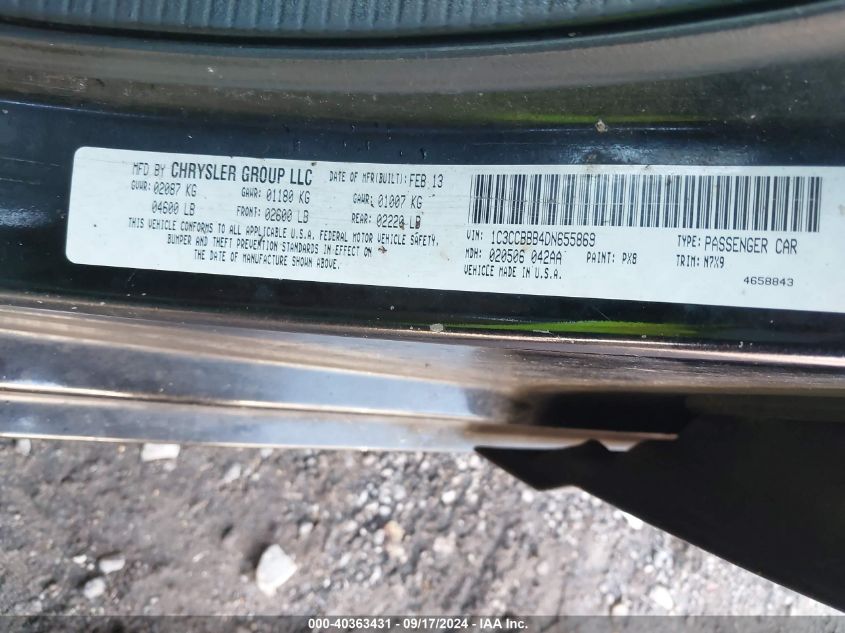 MFD BY CHRYSLER GROUP LLC DATE OF MFR(BUILT): FEB 13
GVWR: 02087 KG GAWR: 01180 KG GAWR: 01007 KG
04600 LB FRONT: 02600 LB REAR: 02220 LB
THIS VEHICLE CONFORMS TO ALL APPLICABLE U.S.A. FEDERAL MOTOR VEHICLE SAFETY,
BUMPER AND THEFT PREVENTION STANDARDS IN EFFECT ON
THE DATE OF MANUFACTURE SHOWN ABOVE.
VIN: 1C3CCBBB4DN655869 TYPE: PASSENGER CAR
MDH: 020506 042AA PAINT: PX8 TRIM: N7X9
VEHICLE MADE IN U.S.A. 4658843
000-40363431 - 09/17/2024 - IAA, Inc.